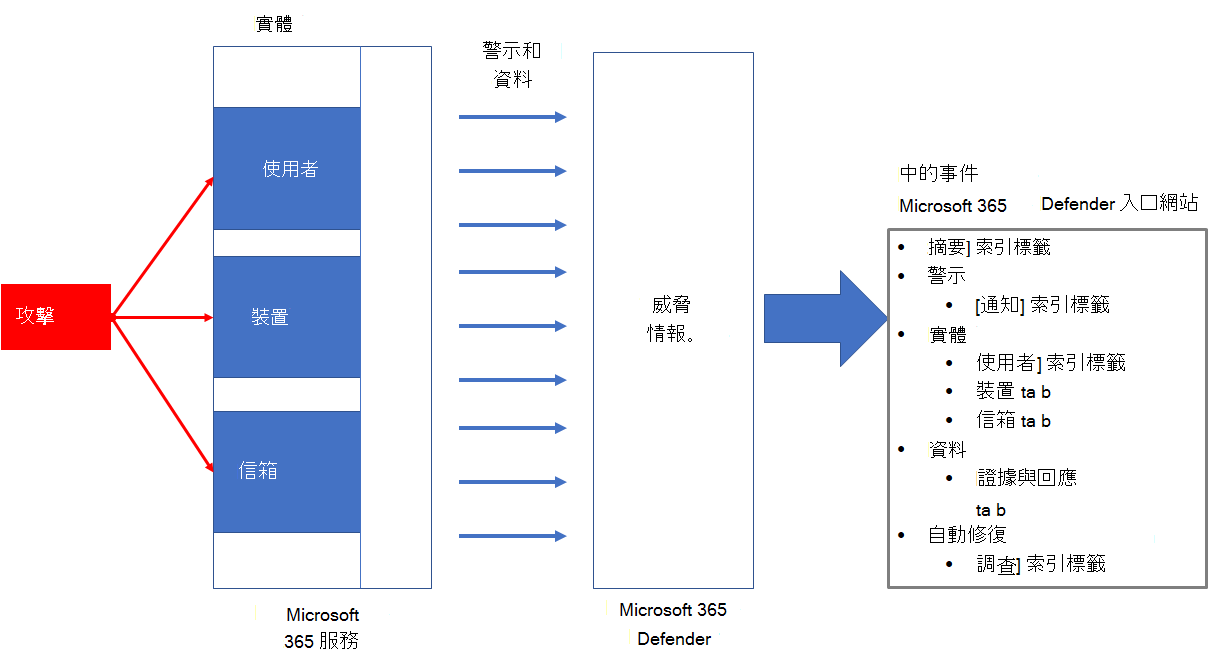 實體
警示和
資料
使用者
裝置
信箱
攻擊
威脅
情報。
中的事件
Microsoft 365 Defender 入口網站
• 摘要] 索引標籤
• 警示
• [通知] 索引標籤
• 實體
• 使用者] 索引標籤
• 裝置 ta b
• 信箱 ta b
• 資料
• 證據與回應
ta b
• 自動修復
• 調查] 索引標籤
Microsoft
365 服務
Microsoft 365
Defender